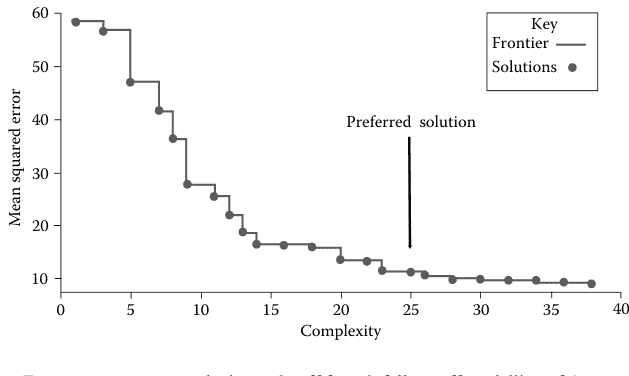 60
50
40
30
20
10
Mean squared error
Key
Frontier
Solutions
Preferred solution
0 5 10 15 20 25 30 35 40
Complexity